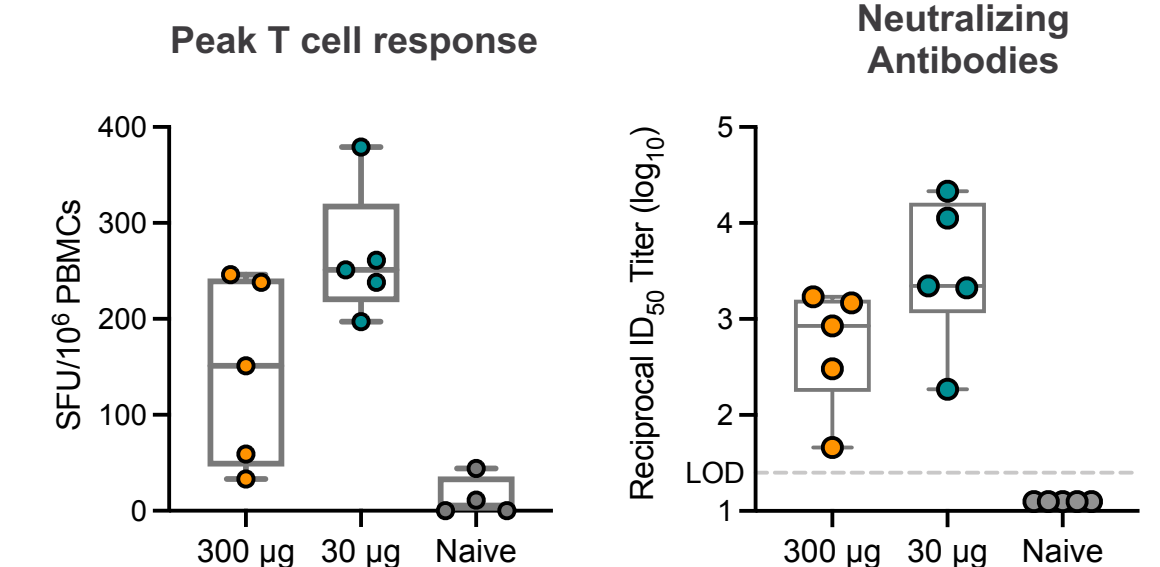 Peak T cell response
400
300
200
100
0
SFU/10⁶ PBMCs
300 µg 30 µg Naive
Neutralizing
Antibodies
5
4
3
2
LOD
1
Reciprocal ID₅₀ Titer (log₁₀)
300 µg 30 µg Naive